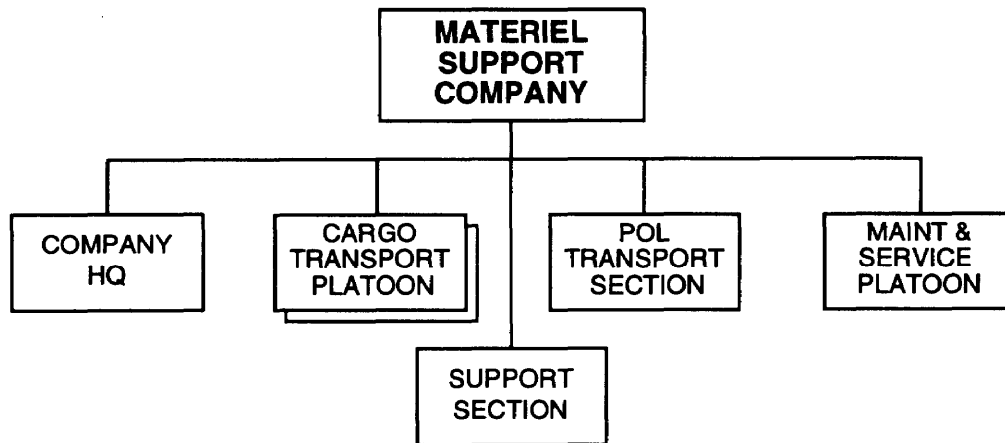 MATERIEL
SUPPORT
COMPANY
COMPANY
HQ
CARGO
TRANSPORT
PLATOON
POL
TRANSPORT
SECTION
MAINT &
SERVICE
PLATOON
SUPPORT
SECTION